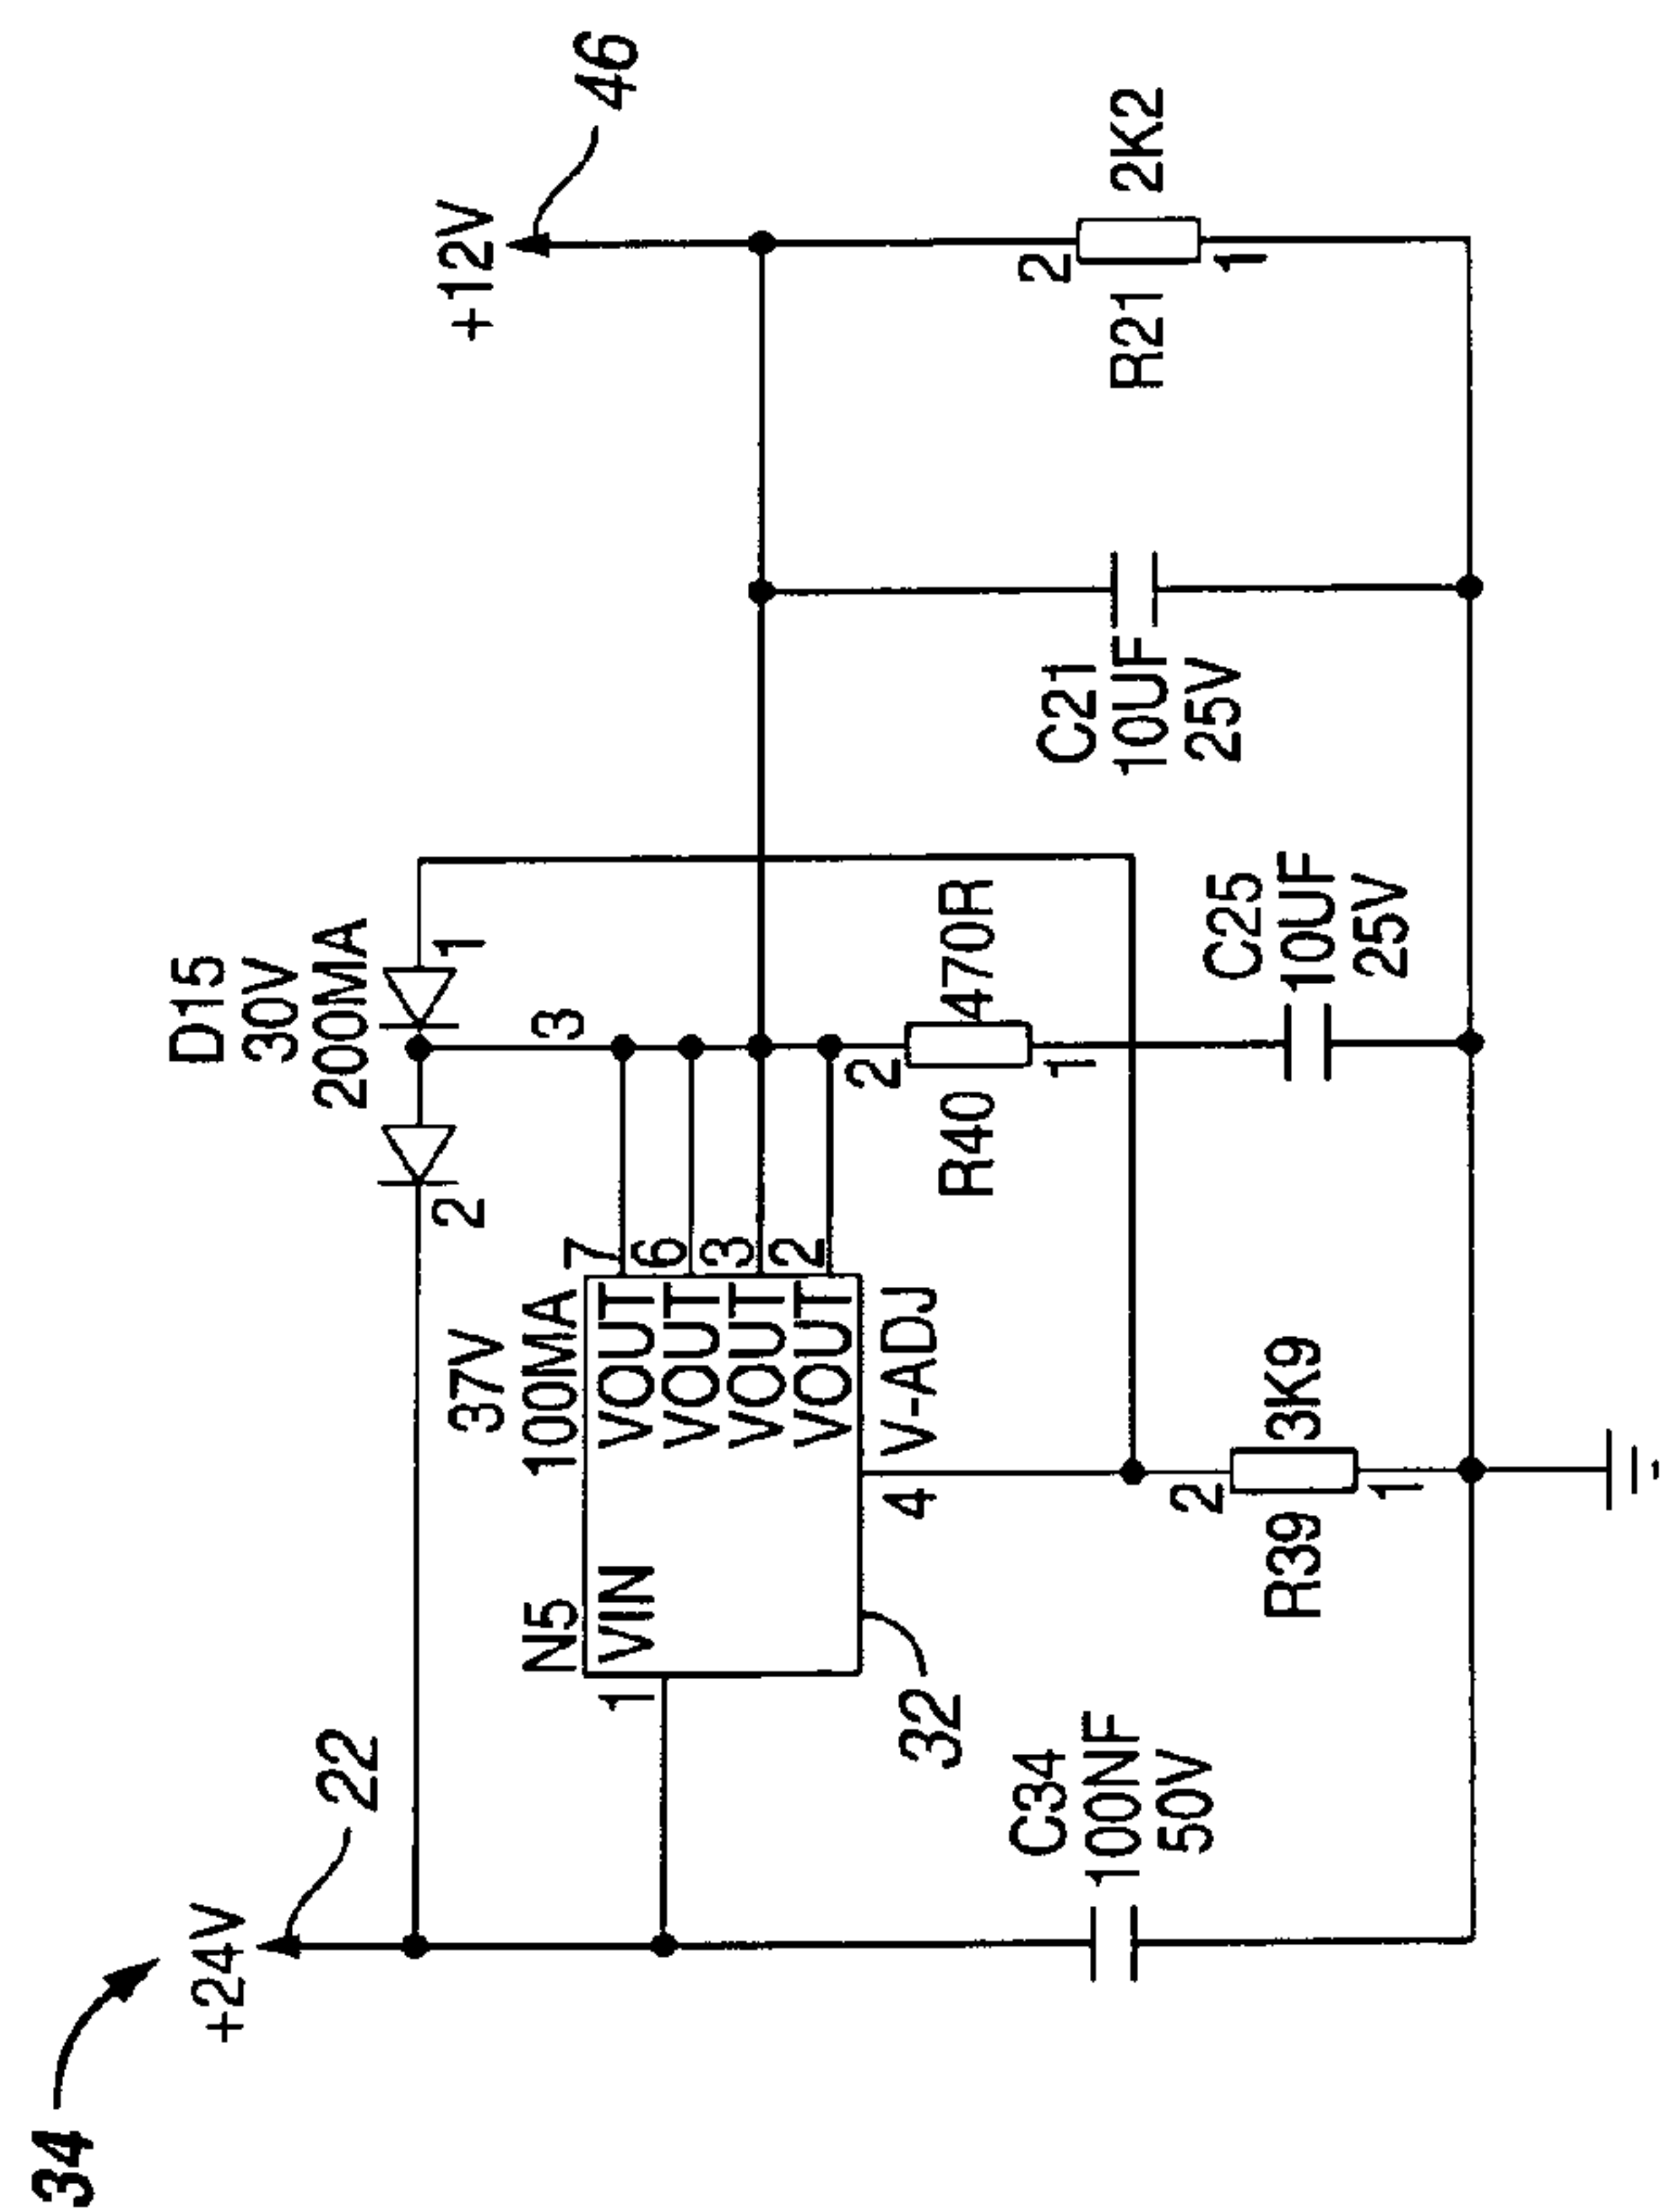 34
+24V
22
C34
100NF
50V
N5
37V
100MA
1
VIN
VOUT
VOUT
VOUT
VOUT
7
6
3
2
4
V-ADJ
32
2
R39
3K9
1
D15
30V
200MA
2
1
3
2
R40
470R
1
C25
10UF
25V
C21
10UF
25V
+12V
46
2
R21
2K2
1